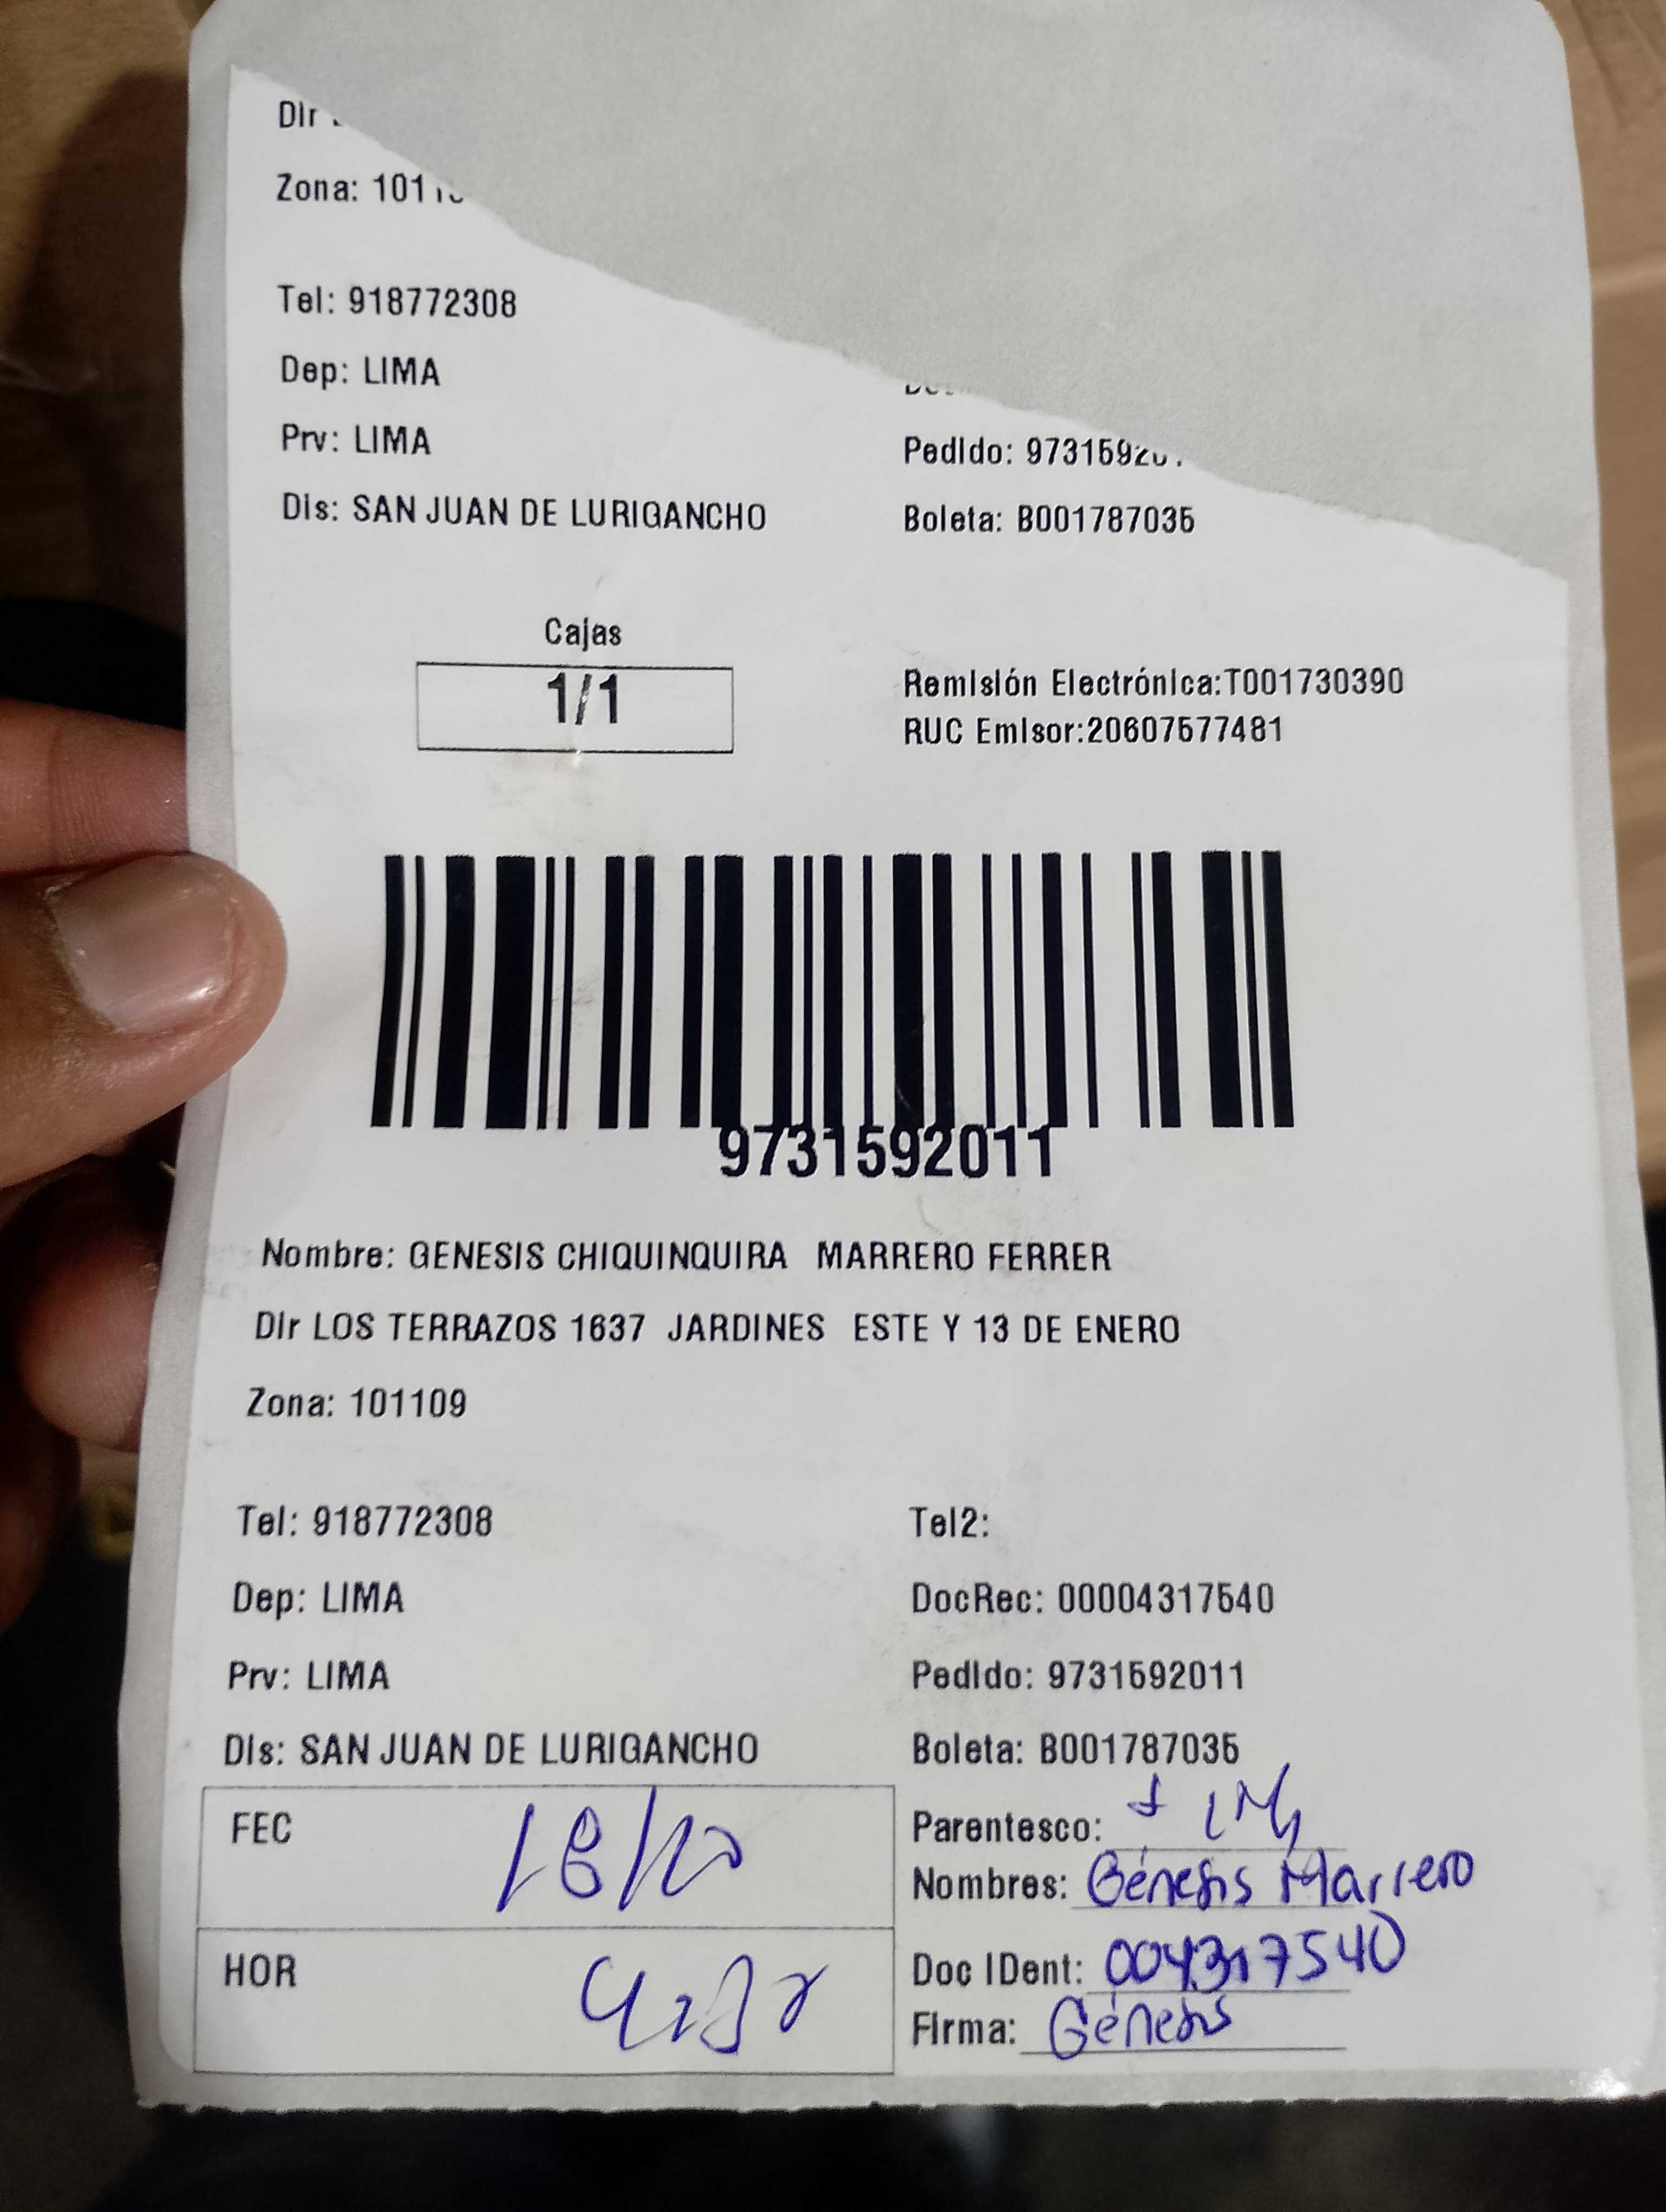 Dir
Zona: 101
Tel: 918772308
Dep: LIMA
Prv: LIMA
Pedido: 97315920
Dis: SAN JUAN DE LURIGANCHO
Boleta: B001787035
Cajas
1/1
Remisión Electrónica:T001730390
RUC Emisor:20607577481
9731592011
Nombre: GENESIS CHIQUINQUIRA MARRERO FERRER
Dir LOS TERRAZOS 1637 JARDINES ESTE Y 13 DE ENERO
Zona: 101109
Tel: 918772308
Tel2:
Dep: LIMA
DocRec: 00004317540
Prv: LIMA
Pedido: 9731592011
Dis: SAN JUAN DE LURIGANCHO
Boleta: B001787035
FEC 18/10
Parentesco:
Nombres: Génesis Marrero
HOR
Doc IDent: 004317540
Firma: Génesis